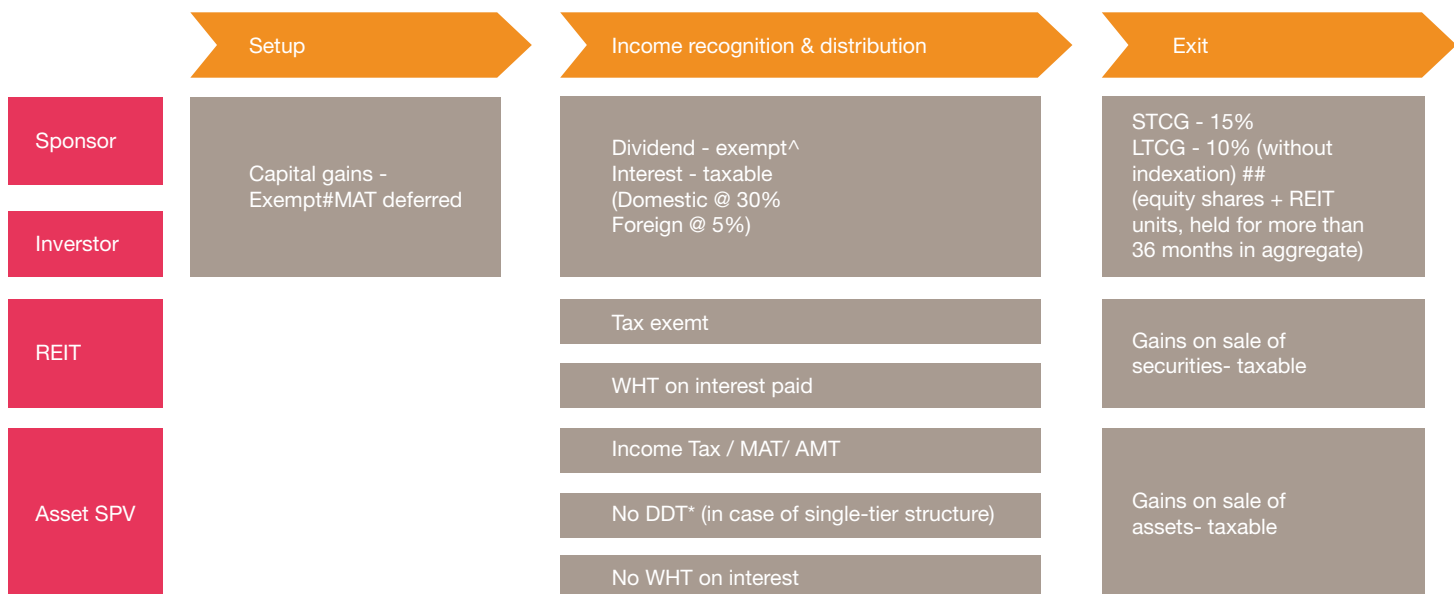 Setup
Income recognition & distribution
Exit
Sponsor
Inverstor
Capital gains -
Exempt#MAT deferred
Dividend - exempt^
Interest - taxable
(Domestic @ 30%
Foreign @ 5%)
STCG - 15%
LTCG - 10% (without
indexation) ##
(equity shares + REIT
units, held for more than
36 months in aggregate)
REIT
Tax exemt
WHT on interest paid
Gains on sale of
securities- taxable
Asset SPV
Income Tax / MAT/ AMT
No DDT* (in case of single-tier structure)
No WHT on interest
Gains on sale of
assets- taxable